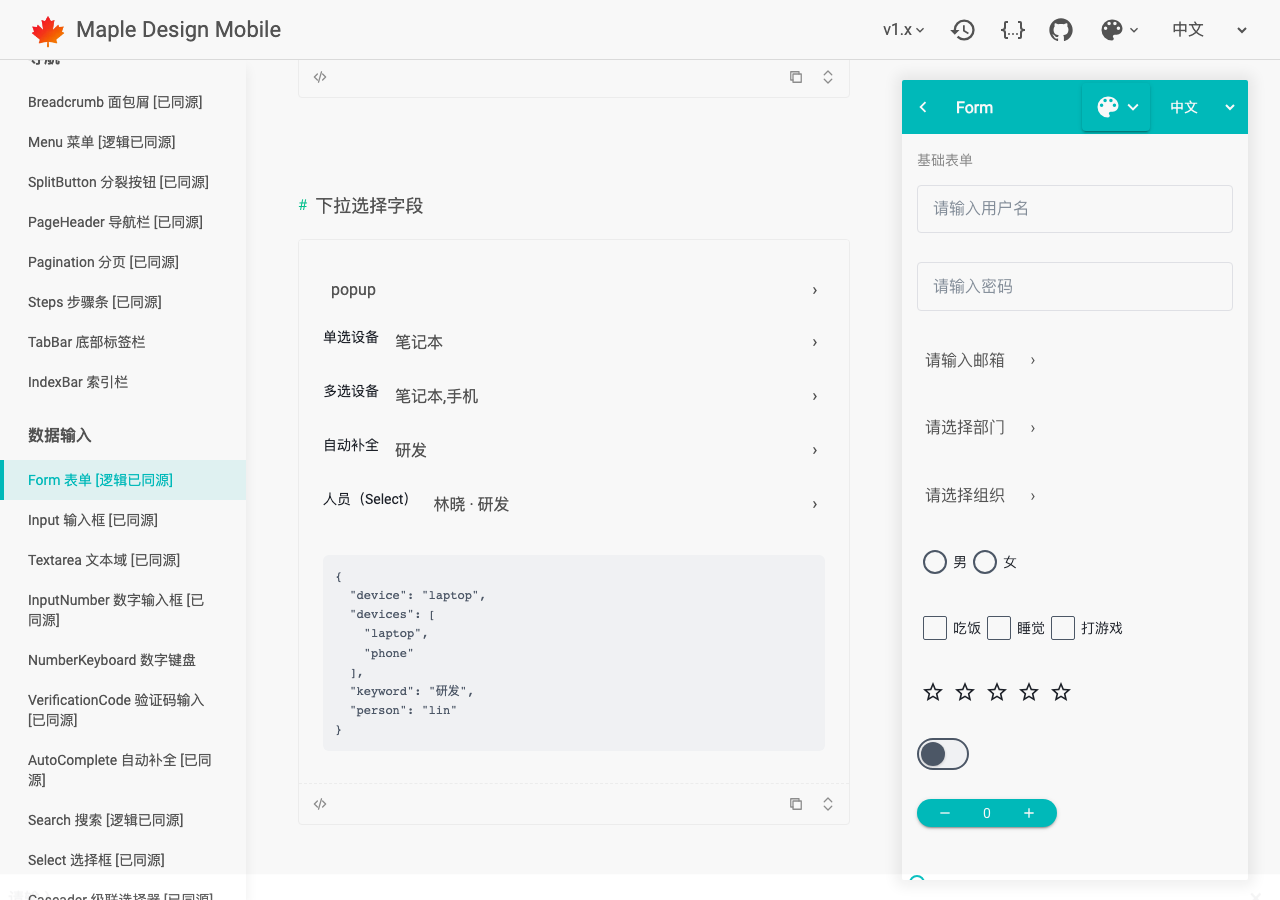 Maple Design Mobile
v1.x
{...}
中文
导航
Breadcrumb 面包屑 [已同源]
Menu 菜单 [逻辑已同源]
SplitButton 分裂按钮 [已同源]
PageHeader 导航栏 [已同源]
Pagination 分页 [已同源]
Steps 步骤条 [已同源]
TabBar 底部标签栏
IndexBar 索引栏
数据输入
Form 表单 [逻辑已同源]
Input 输入框 [已同源]
Textarea 文本域 [已同源]
InputNumber 数字输入框 [已
同源]
NumberKeyboard 数字键盘
VerificationCode 验证码输入
[已同源]
AutoComplete 自动补全 [已同
源]
Search 搜索 [逻辑已同源]
Select 选择框 [已同源]
Cascader 级联选择器 [已同源]
# 下拉选择字段
popup
单选设备 笔记本
多选设备 笔记本,手机
自动补全 研发
人员（Select） 林晓 · 研发
{
  "device": "laptop",
  "devices": [
    "laptop",
    "phone"
  ],
  "keyword": "研发",
  "person": "lin"
}
Form
中文
基础表单
请输入用户名
请输入密码
请输入邮箱
请选择部门
请选择组织
男 女
吃饭 睡觉 打游戏
0